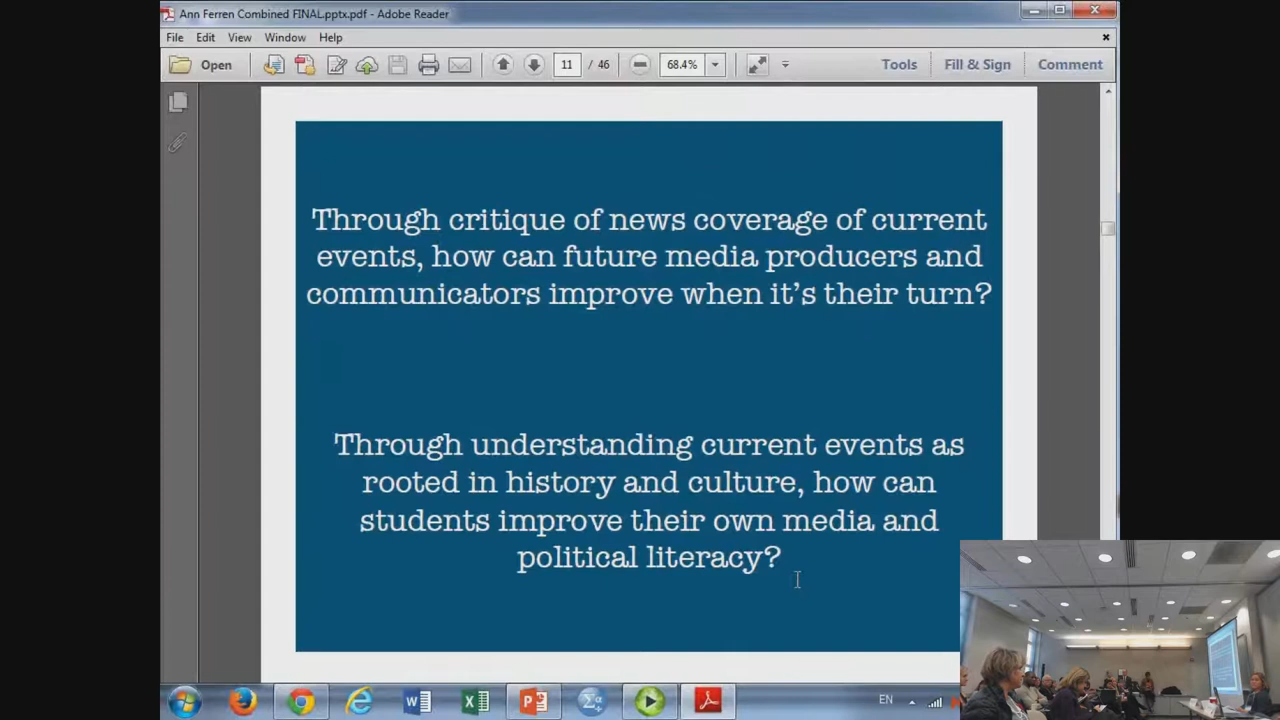 Ann Ferren Combined FINAL.pptx.pdf - Adobe Reader
File Edit View Window Help
Open 11 / 46 68.4% Tools Fill & Sign Comment
Through critique of news coverage of current
events, how can future media producers and
communicators improve when it's their turn?
Through understanding current events as
rooted in history and culture, how can
students improve their own media and
political literacy?
EN